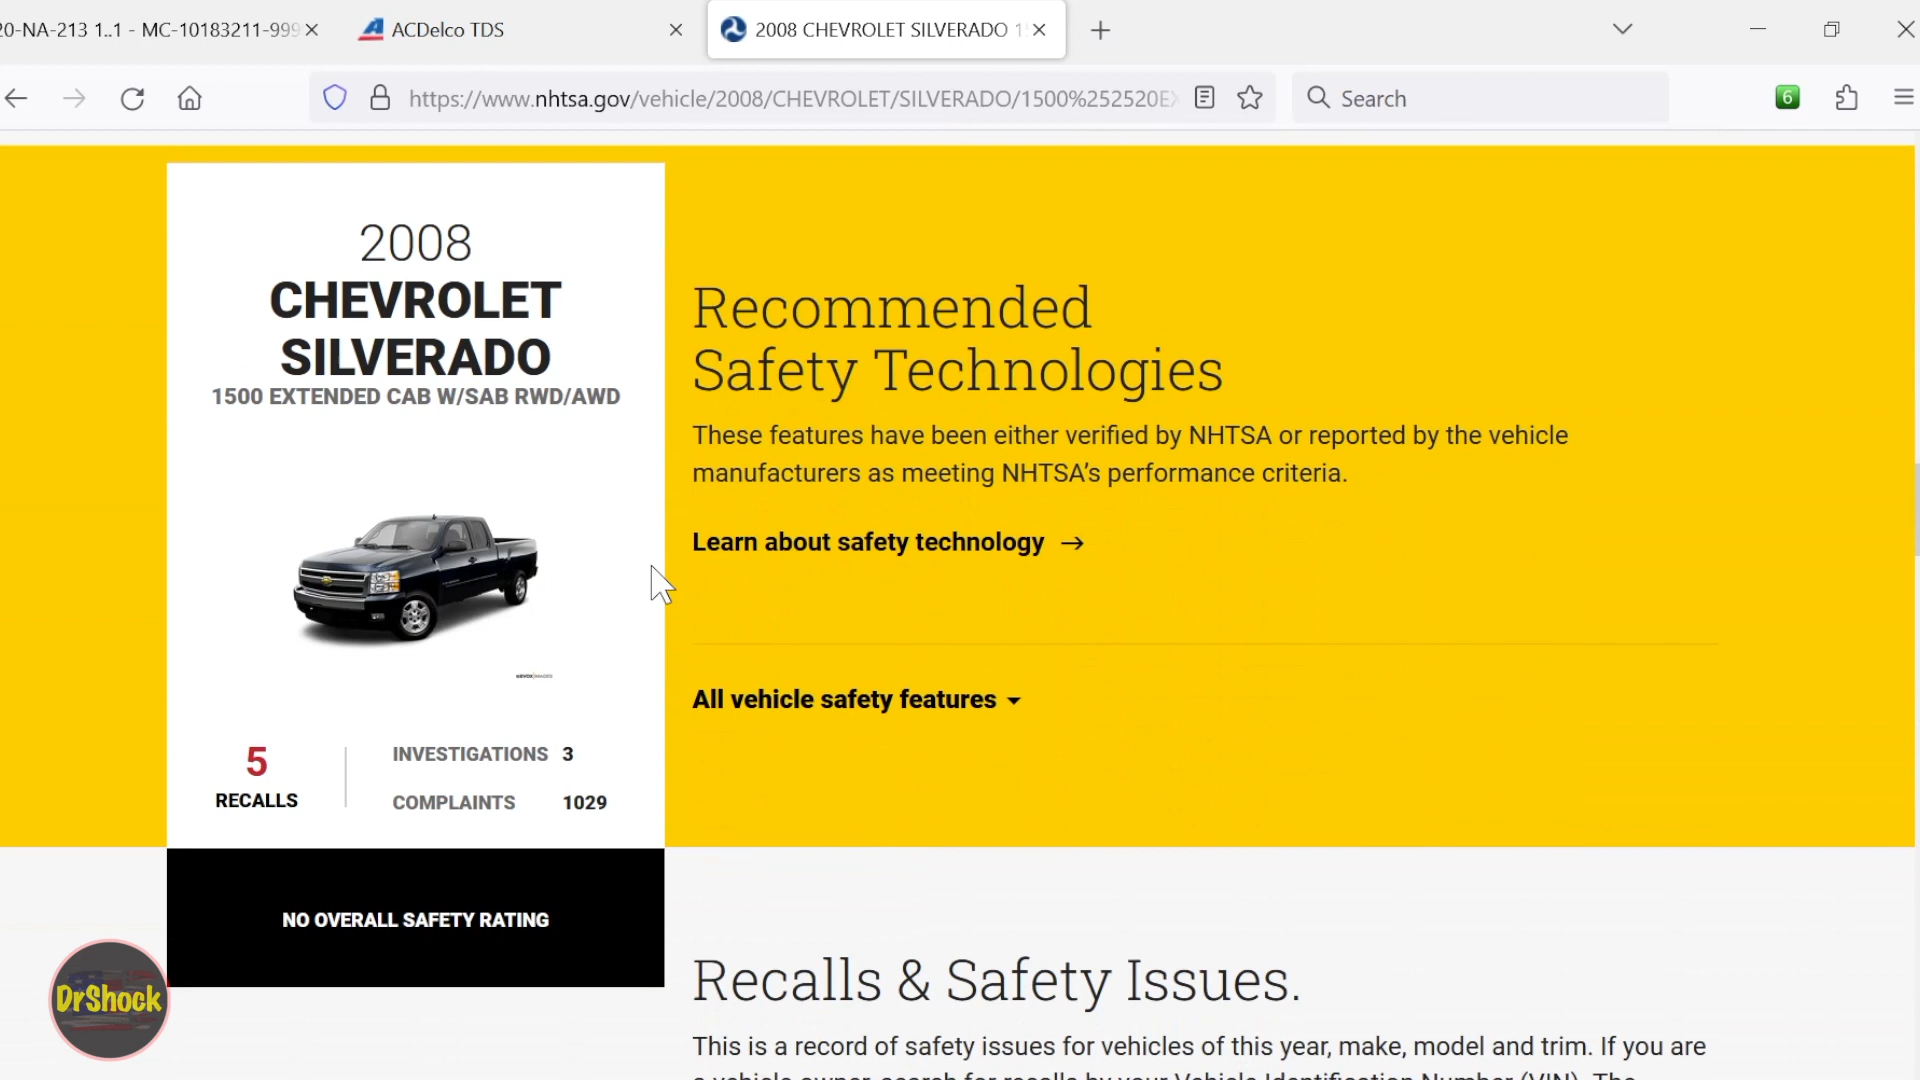 20-NA-213 1..1 - MC-10183211-999
ACDelco TDS
2008 CHEVROLET SILVERADO 1
https://www.nhtsa.gov/vehicle/2008/CHEVROLET/SILVERADO/1500%252520EX
Search
6
2008
CHEVROLET
SILVERADO
1500 EXTENDED CAB W/SAB RWD/AWD
5
RECALLS
INVESTIGATIONS 3
COMPLAINTS 1029
NO OVERALL SAFETY RATING
Recommended
Safety Technologies
These features have been either verified by NHTSA or reported by the vehicle
manufacturers as meeting NHTSA’s performance criteria.
Learn about safety technology →
All vehicle safety features
Recalls & Safety Issues.
This is a record of safety issues for vehicles of this year, make, model and trim. If you are
a vehicle owner, search for recalls by your Vehicle Identification Number (VIN). The
DrShock